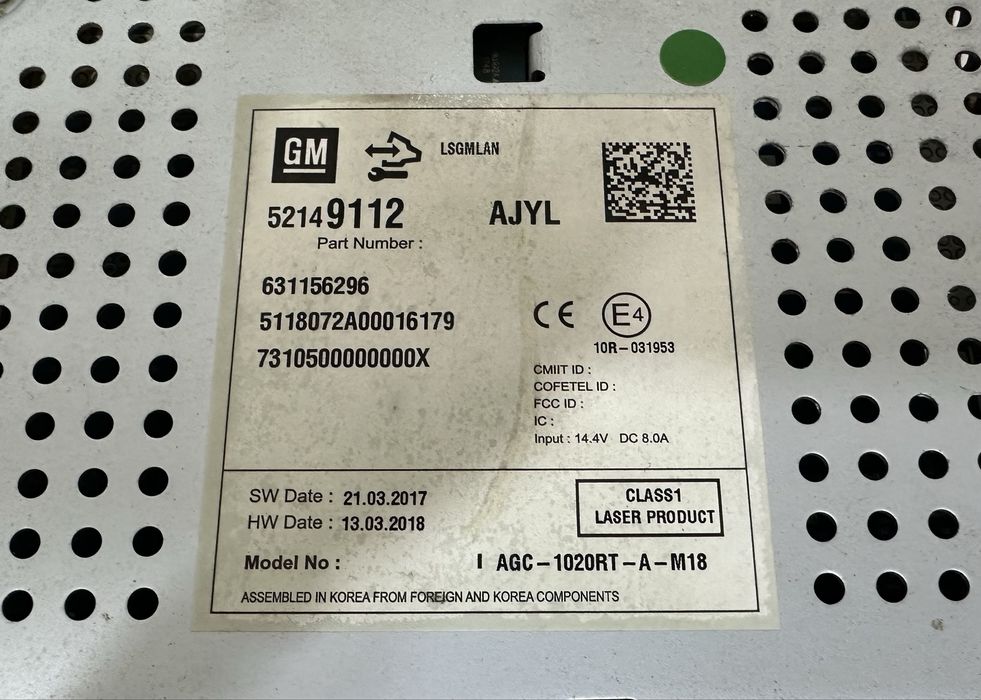 GM
LSGMLAN
52149112 AJYL
Part Number :
631156296
5118072A00016179
7310500000000X
CE E4
10R-031953
CMIIT ID :
COFETEL ID :
FCC ID :
IC :
Input : 14.4V DC 8.0A
SW Date : 21.03.2017
HW Date : 13.03.2018
CLASS1
LASER PRODUCT
Model No : I AGC-1020RT-A-M18
ASSEMBLED IN KOREA FROM FOREIGN AND KOREA COMPONENTS